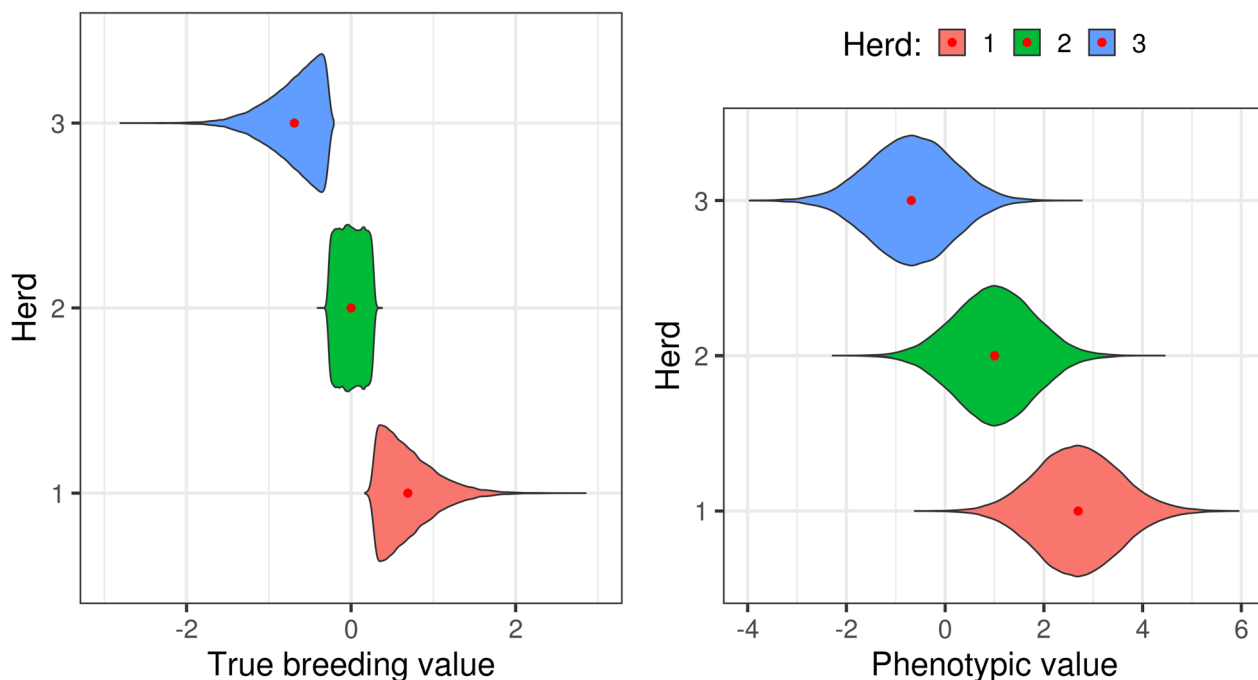 Herd: 1 2 3
Herd
3
2
1
-2 0 2
True breeding value
Herd
3
2
1
-4 -2 0 2 4 6
Phenotypic value